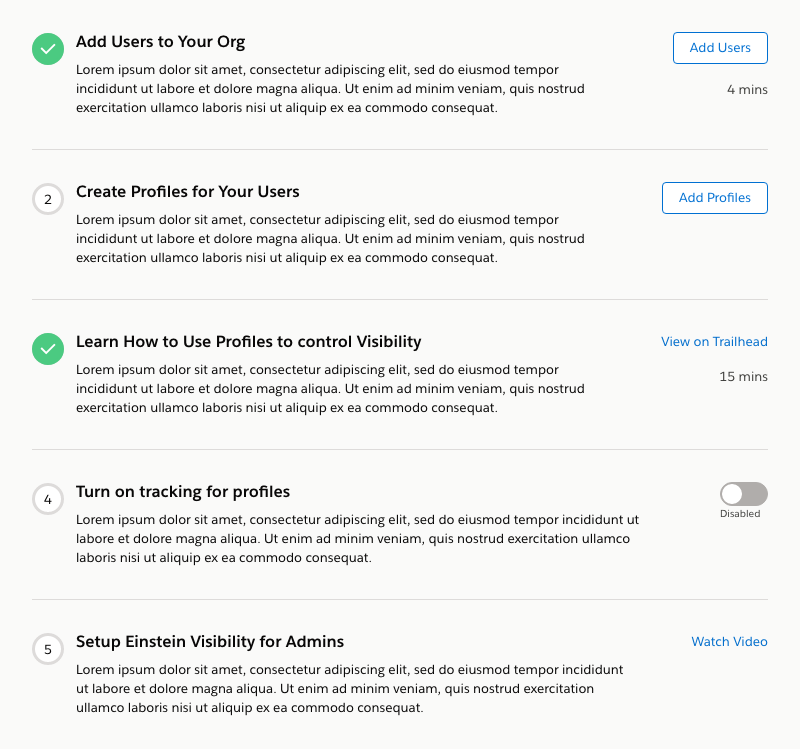 Add Users to Your Org
Add Users
Lorem ipsum dolor sit amet, consectetur adipiscing elit, sed do eiusmod tempor
incididunt ut labore et dolore magna aliqua. Ut enim ad minim veniam, quis nostrud
exercitation ullamco laboris nisi ut aliquip ex ea commodo consequat.
4 mins
2
Create Profiles for Your Users
Add Profiles
Lorem ipsum dolor sit amet, consectetur adipiscing elit, sed do eiusmod tempor
incididunt ut labore et dolore magna aliqua. Ut enim ad minim veniam, quis nostrud
exercitation ullamco laboris nisi ut aliquip ex ea commodo consequat.
Learn How to Use Profiles to control Visibility
View on Trailhead
Lorem ipsum dolor sit amet, consectetur adipiscing elit, sed do eiusmod tempor
incididunt ut labore et dolore magna aliqua. Ut enim ad minim veniam, quis nostrud
exercitation ullamco laboris nisi ut aliquip ex ea commodo consequat.
15 mins
4
Turn on tracking for profiles
Lorem ipsum dolor sit amet, consectetur adipiscing elit, sed do eiusmod tempor incididunt ut
labore et dolore magna aliqua. Ut enim ad minim veniam, quis nostrud exercitation ullamco
laboris nisi ut aliquip ex ea commodo consequat.
Disabled
5
Setup Einstein Visibility for Admins
Watch Video
Lorem ipsum dolor sit amet, consectetur adipiscing elit, sed do eiusmod tempor incididunt
ut labore et dolore magna aliqua. Ut enim ad minim veniam, quis nostrud exercitation
ullamco laboris nisi ut aliquip ex ea commodo consequat.